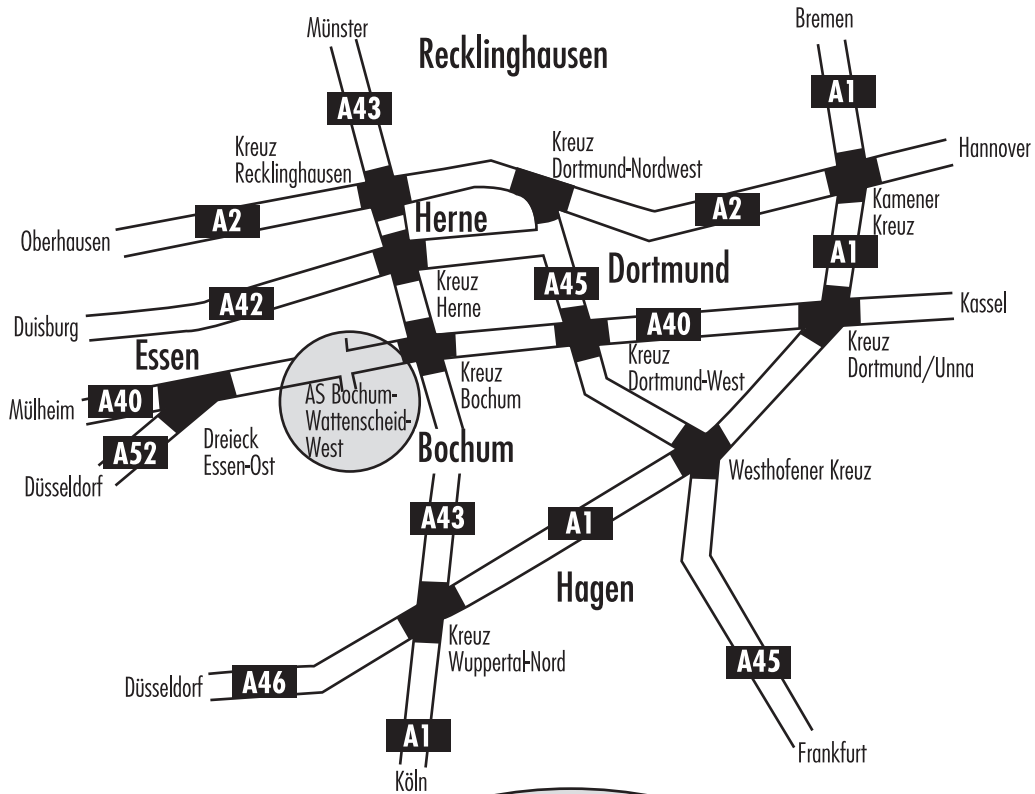 Bremen
Münster
Recklinghausen
A1
A43
Kreuz
Recklinghausen
Kreuz
Dortmund-Nordwest
Hannover
A2
A2
Kamener
Kreuz
Oberhausen
Herne
A1
Dortmund
Kreuz
Herne
A45
A42
Duisburg
A40
Kassel
Essen
Kreuz
Dortmund/Unna
Kreuz
Dortmund-West
Kreuz
Bochum
A40
Mülheim
AS Bochum-
Wattenscheid-
West
Dreieck
Essen-Ost
A52
Düsseldorf
Bochum
Westhofener Kreuz
A43
A1
Hagen
Kreuz
Wuppertal-Nord
A45
Düsseldorf
A46
A1
Frankfurt
Köln